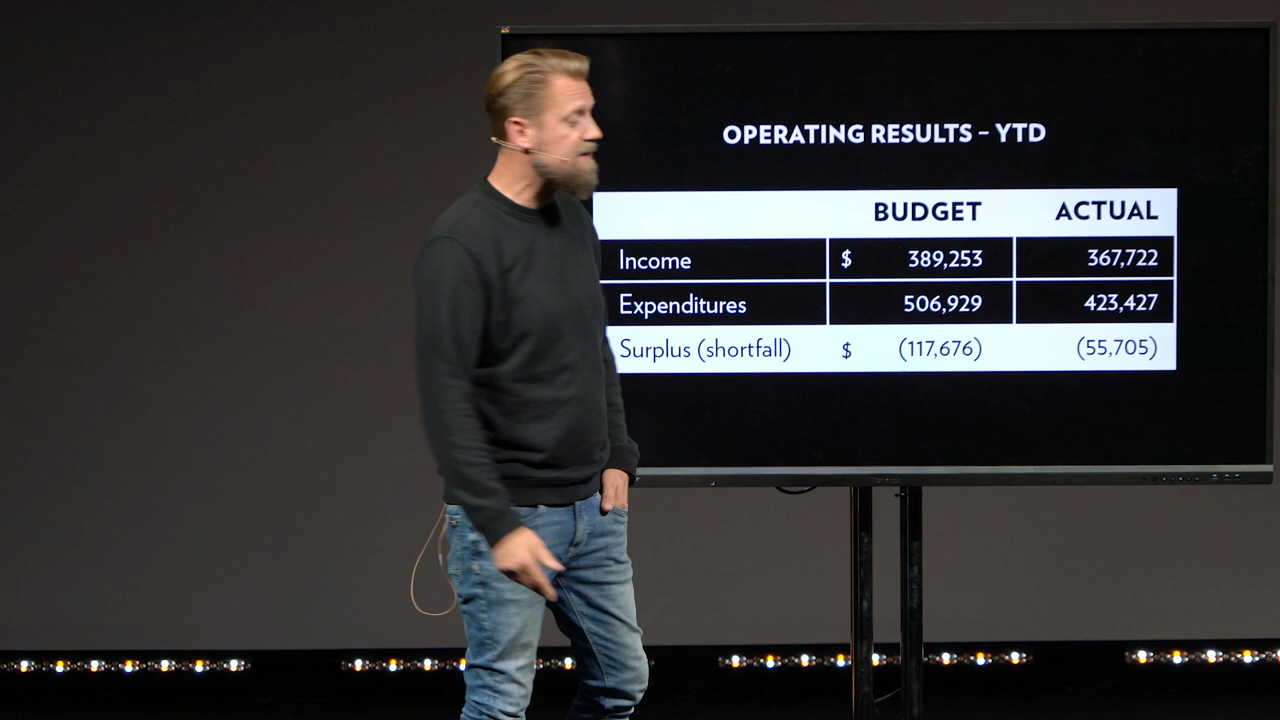 OPERATING RESULTS – YTD
BUDGET ACTUAL
Income $ 389,253 367,722
Expenditures 506,929 423,427
Surplus (shortfall) $ (117,676) (55,705)